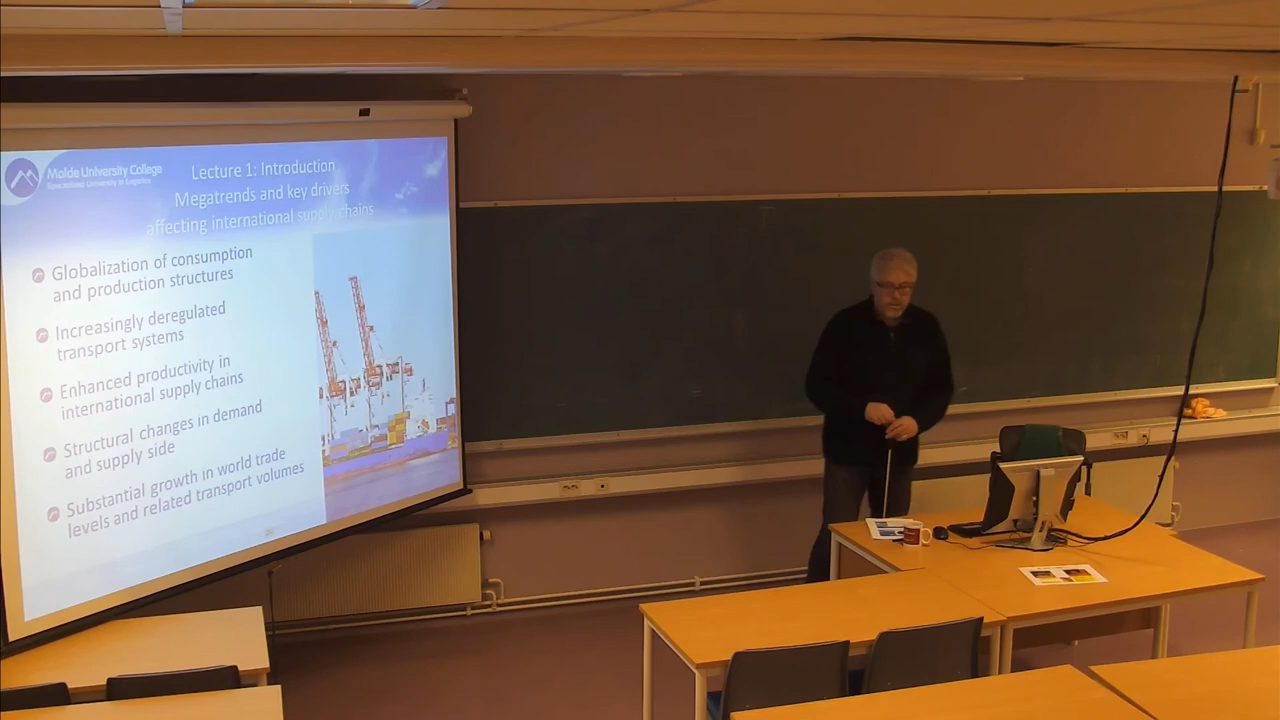 Molde University College
Specialized University in Logistics
Lecture 1: Introduction
Megatrends and key drivers
affecting international supply chains
Globalization of consumption
and production structures
Increasingly deregulated
transport systems
Enhanced productivity in
international supply chains
Structural changes in demand
and supply side
Substantial growth in world trade
levels and related transport volumes